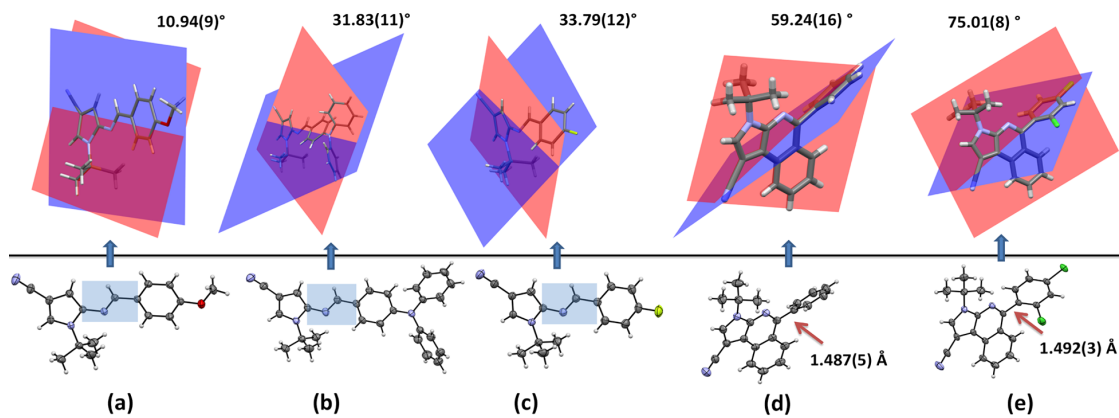 10.94(9)°
31.83(11)°
33.79(12)°
59.24(16) °
75.01(8) °
1.487(5) Å
1.492(3) Å
(a)
(b)
(c)
(d)
(e)